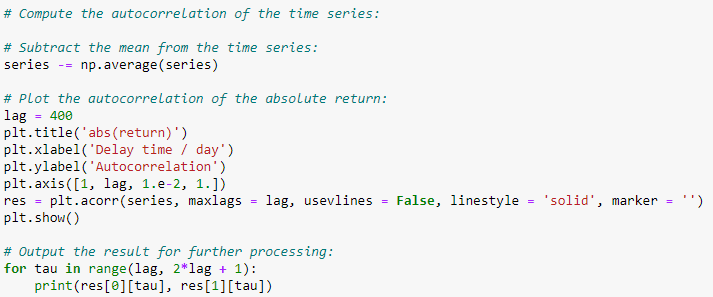 # Compute the autocorrelation of the time series:
# Subtract the mean from the time series:
series -= np.average(series)
# Plot the autocorrelation of the absolute return:
lag = 400
plt.title('abs(return)')
plt.xlabel('Delay time / day')
plt.ylabel('Autocorrelation')
plt.axis([1, lag, 1.e-2, 1.])
res = plt.acorr(series, maxlags = lag, usevlines = False, linestyle = 'solid', marker = '')
plt.show()
# Output the result for further processing:
for tau in range(lag, 2*lag + 1):
    print(res[0][tau], res[1][tau])